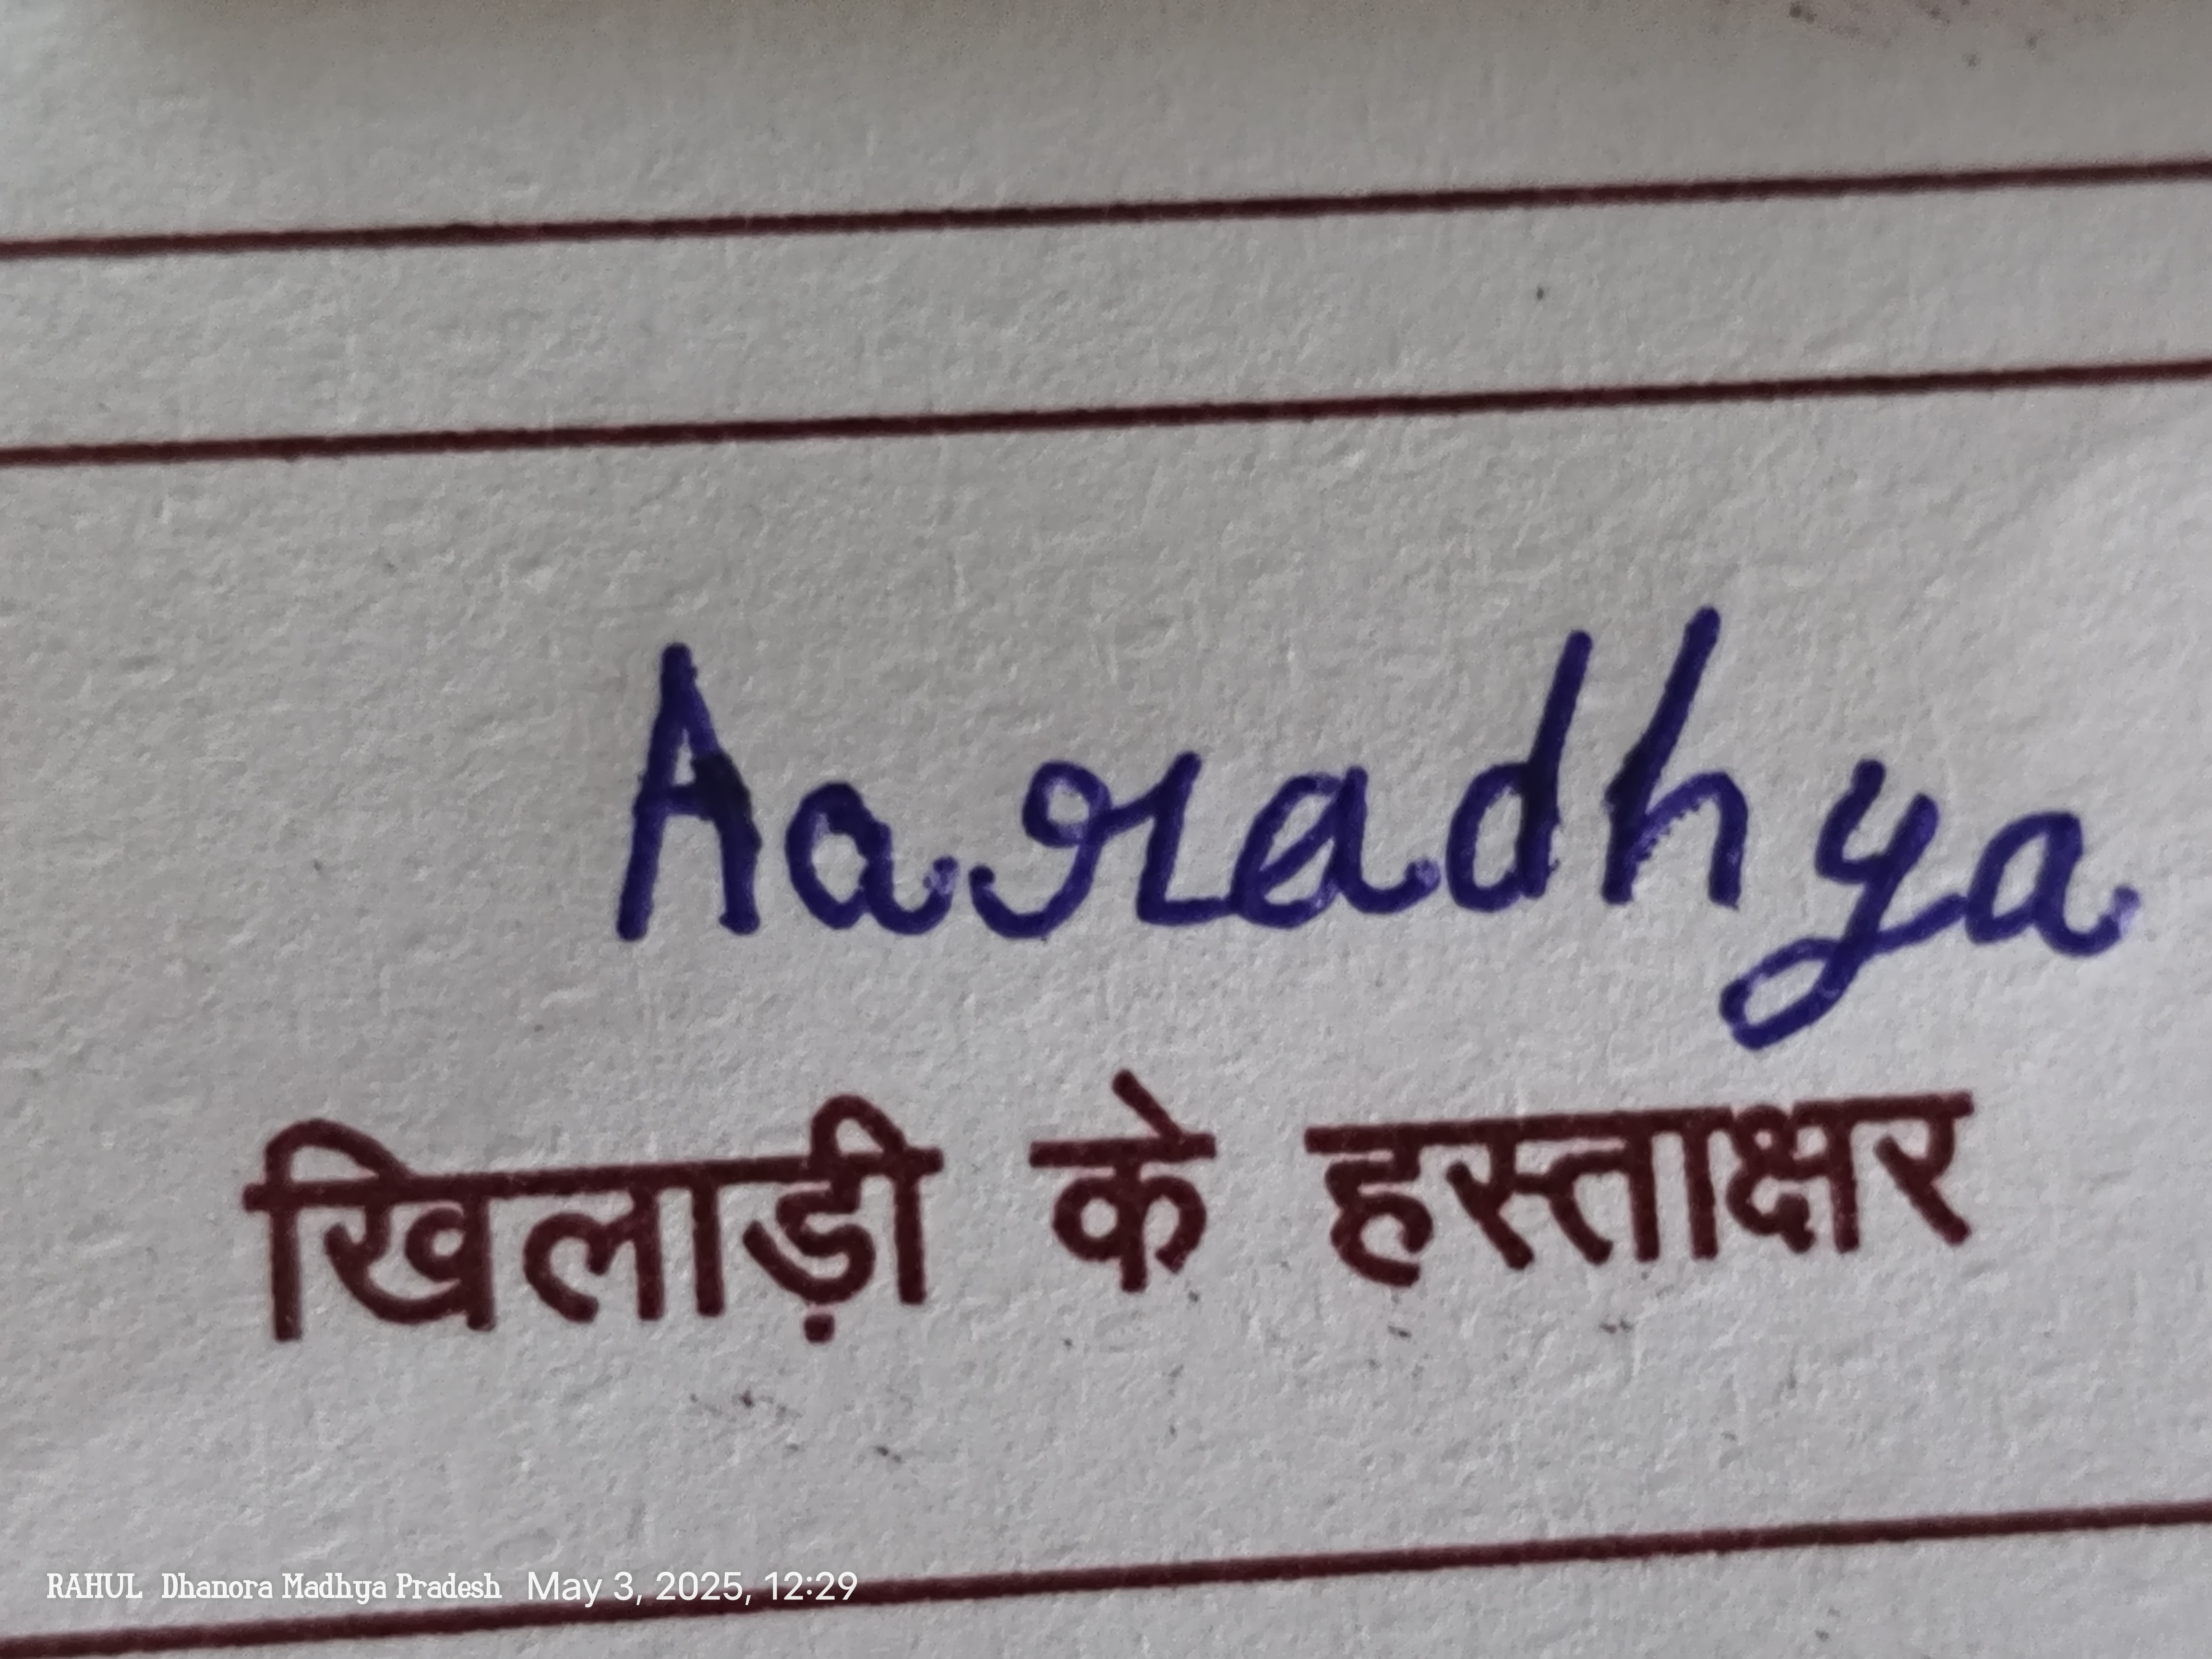 Aaradhya
खिलाड़ी के हस्ताक्षर
RAHUL Dhanora Madhya Pradesh May 3, 2025, 12:29